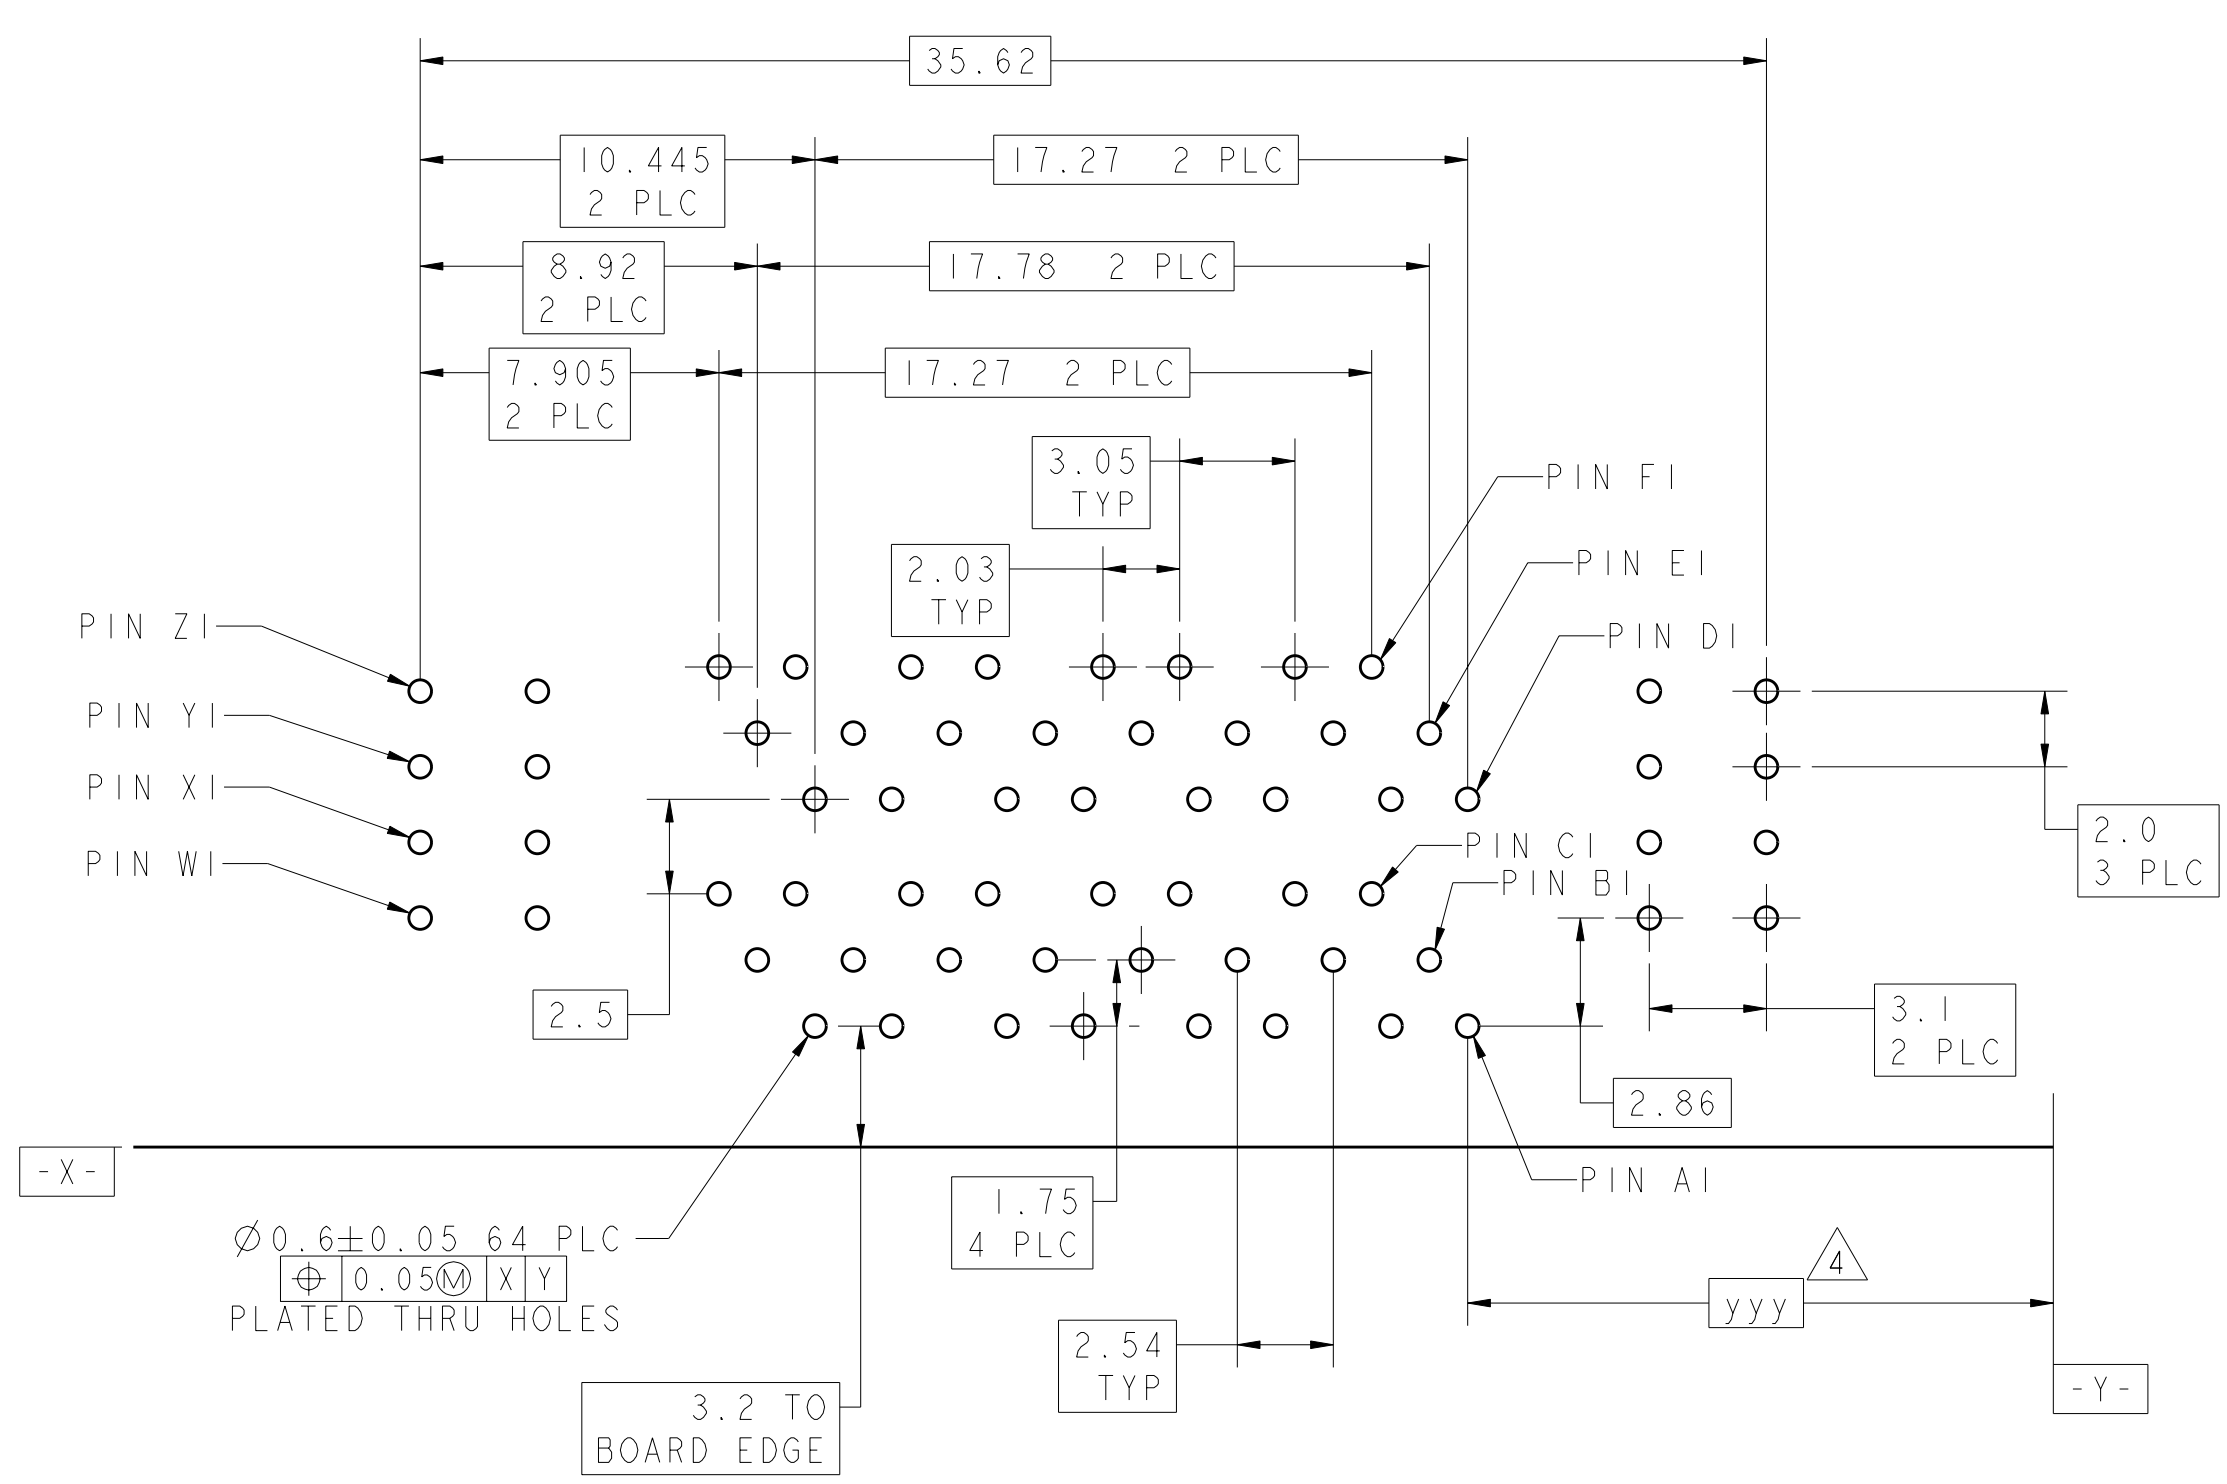 35.62
10.445
2 PLC
17.27 2 PLC
8.92
2 PLC
17.78 2 PLC
7.905
2 PLC
17.27 2 PLC
3.05
TYP
PIN F1
2.03
TYP
PIN E1
PIN Z1
PIN D1
PIN Y1
PIN X1
PIN W1
PIN C1
PIN B1
2.0
3 PLC
2.5
3.1
2 PLC
2.86
-X-
PIN A1
1.75
4 PLC
Ø0.6±0.05 64 PLC
⌖ 0.05Ⓜ X Y
PLATED THRU HOLES
4
yyy
2.54
TYP
-Y-
3.2 TO
BOARD EDGE